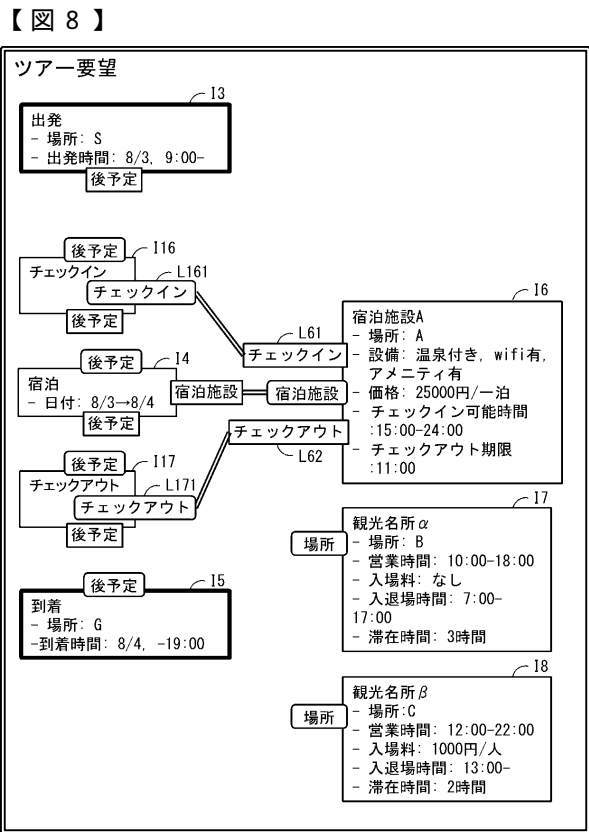 【図８】
ツアー要望
I3
出発
- 場所: S
- 出発時間: 8/3, 9:00-
後予定
後予定
I16
チェックイン
L161
チェックイン
後予定
I6
宿泊施設A
- 場所: A
- 設備: 温泉付き, wifi有,
アメニティ有
- 価格: 25000円/一泊
- チェックイン可能時間
:15:00-24:00
- チェックアウト期限
:11:00
L61
チェックイン
後予定
I4
宿泊
- 日付: 8/3→8/4
宿泊施設
宿泊施設
後予定
チェックアウト
L62
後予定
I17
チェックアウト
L171
チェックアウト
後予定
I7
観光名所α
場所
- 場所: B
- 営業時間: 10:00-18:00
- 入場料: なし
- 入退場時間: 7:00-
17:00
- 滞在時間: 3時間
後予定
I5
到着
- 場所: G
-到着時間: 8/4, -19:00
I8
観光名所β
場所
- 場所:C
- 営業時間: 12:00-22:00
- 入場料: 1000円/人
- 入退場時間: 13:00-
- 滞在時間: 2時間